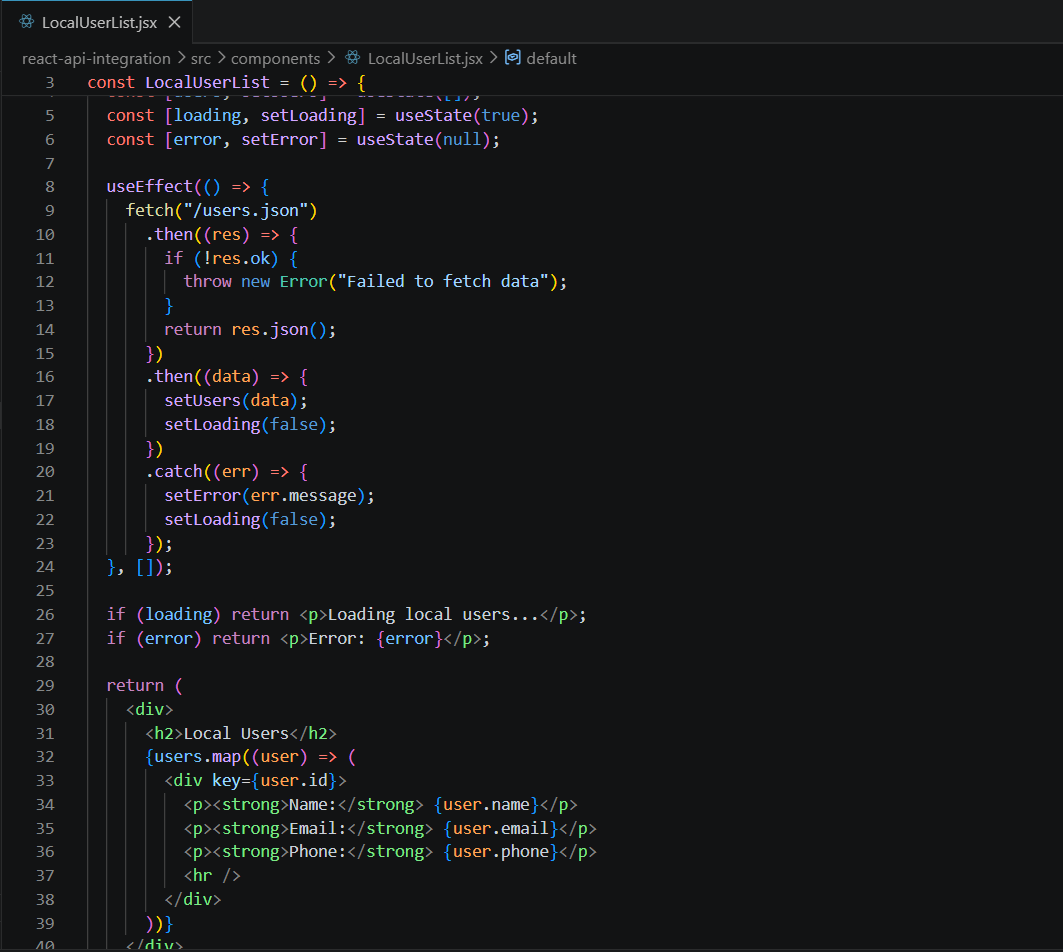 LocalUserList.jsx
react-api-integration > src > components > LocalUserList.jsx > default
3 const LocalUserList = () => {
5 const [loading, setLoading] = useState(true);
6 const [error, setError] = useState(null);
7
8 useEffect(() => {
9 fetch("/users.json")
10 .then((res) => {
11 if (!res.ok) {
12 throw new Error("Failed to fetch data");
13 }
14 return res.json();
15 })
16 .then((data) => {
17 setUsers(data);
18 setLoading(false);
19 })
20 .catch((err) => {
21 setError(err.message);
22 setLoading(false);
23 });
24 }, []);
25
26 if (loading) return <p>Loading local users...</p>;
27 if (error) return <p>Error: {error}</p>;
28
29 return (
30 <div>
31 <h2>Local Users</h2>
32 {users.map((user) => (
33 <div key={user.id}>
34 <p><strong>Name:</strong> {user.name}</p>
35 <p><strong>Email:</strong> {user.email}</p>
36 <p><strong>Phone:</strong> {user.phone}</p>
37 <hr />
38 </div>
39 ))}
40 </div>